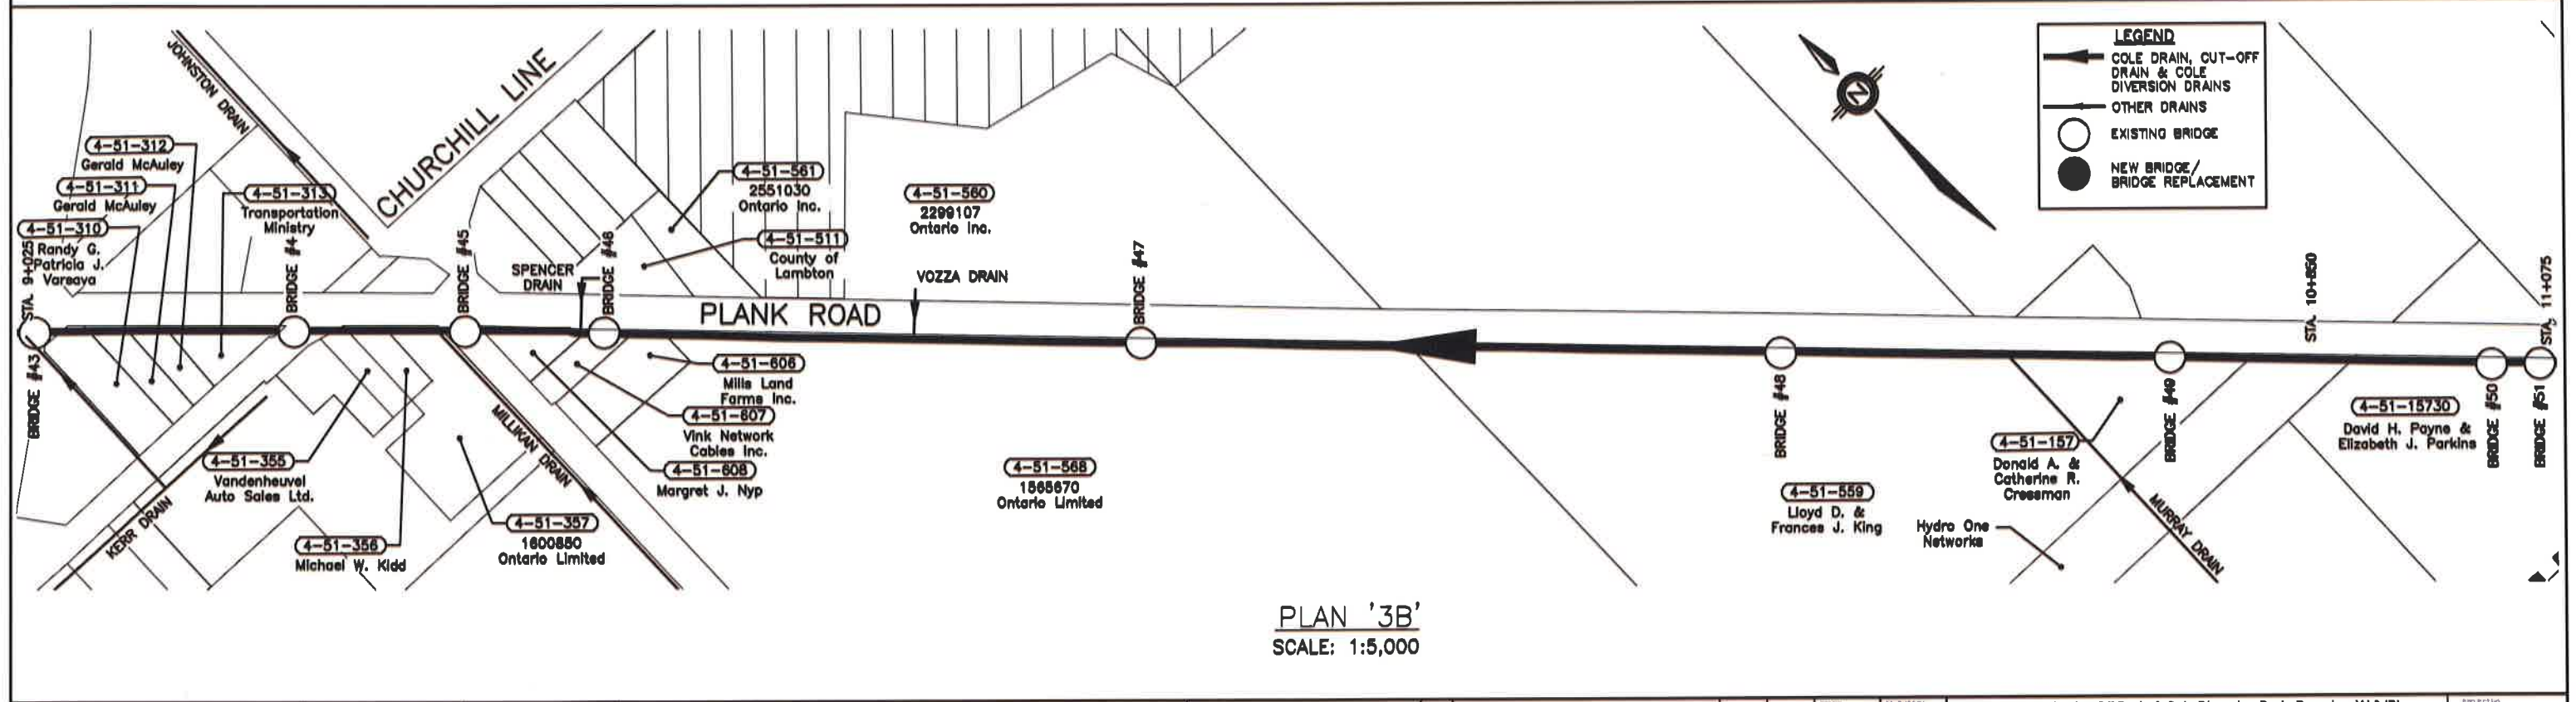 JOHNSTON DRAIN
CHURCHILL LINE
4-51-312
Gerald McAuley
4-51-311
Gerald McAuley
4-51-310
Randy G.
Patricia J.
Varsava
4-51-313
Transportation
Ministry
STA. 9+025
BRIDGE #43
BRIDGE #4
BRIDGE #45
SPENCER
DRAIN
BRIDGE #46
4-51-561
2551030
Ontario Inc.
4-51-511
County of
Lambton
4-51-560
2299107
Ontario Inc.
VOZZA DRAIN
PLANK ROAD
BRIDGE #47
N
LEGEND
COLE DRAIN, CUT-OFF
DRAIN & COLE
DIVERSION DRAINS
OTHER DRAINS
EXISTING BRIDGE
NEW BRIDGE/
BRIDGE REPLACEMENT
STA. 10+850
STA. 11+075
4-51-606
Mills Land
Farms Inc.
4-51-607
Vink Network
Cables Inc.
4-51-608
Margret J. Nyp
MILLIKAN DRAIN
4-51-355
Vandenheuvel
Auto Sales Ltd.
KERR DRAIN
4-51-356
Michael W. Kidd
4-51-357
1600850
Ontario Limited
4-51-568
1565670
Ontario Limited
BRIDGE #48
4-51-559
Lloyd D. &
Frances J. King
4-51-157
Donald A. &
Catherine R.
Cressman
Hydro One
Networks
BRIDGE #49
MURRAY DRAIN
4-51-15730
David H. Payne &
Elizabeth J. Parkins
BRIDGE #50
BRIDGE #51
PLAN '3B'
SCALE: 1:5,000